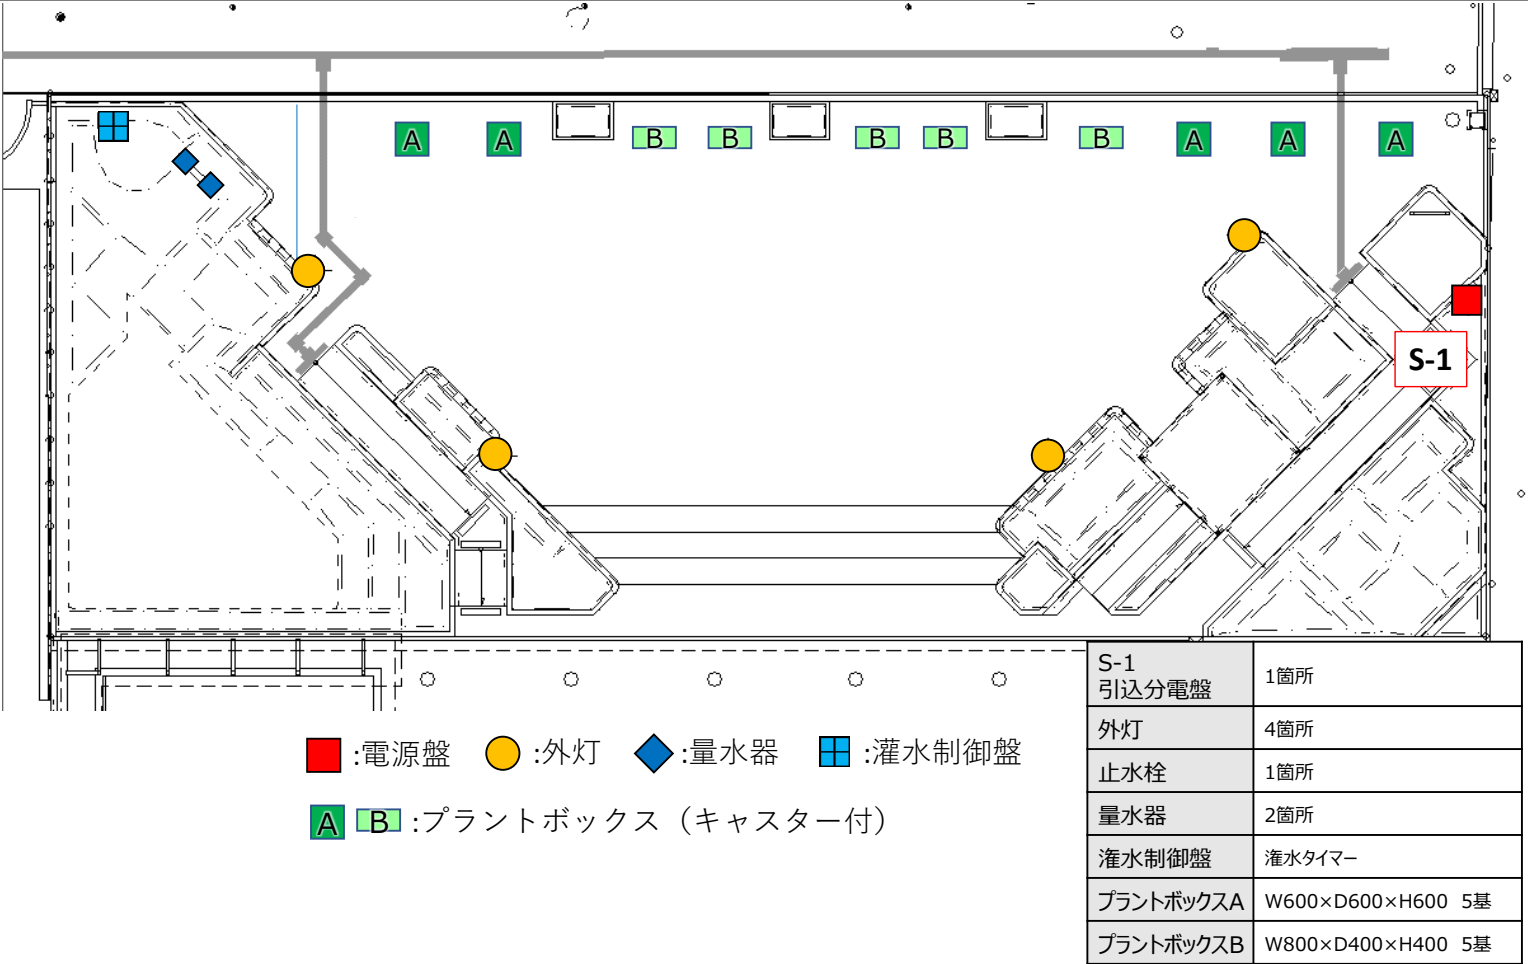 A A B B B B B A A A
S-1
S-1
引込分電盤 1箇所
外灯 4箇所
止水栓 1箇所
量水器 2箇所
潅水制御盤 潅水タイマー
プラントボックスA W600×D600×H600 5基
プラントボックスB W800×D400×H400 5基
:電源盤 :外灯 :量水器 :灌水制御盤
A B :プラントボックス（キャスター付）